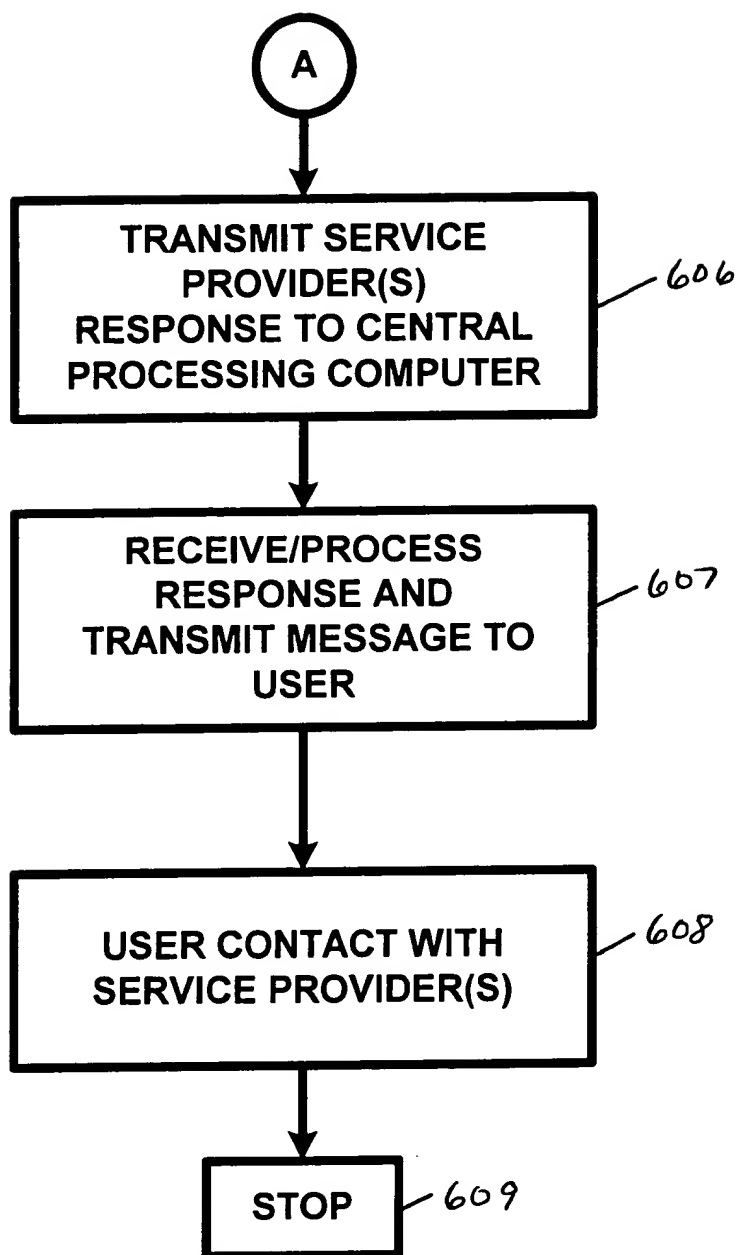 A
TRANSMIT SERVICE
PROVIDER(S)
RESPONSE TO CENTRAL
PROCESSING COMPUTER
606
RECEIVE/PROCESS
RESPONSE AND
TRANSMIT MESSAGE TO
USER
607
USER CONTACT WITH
SERVICE PROVIDER(S)
608
STOP
609